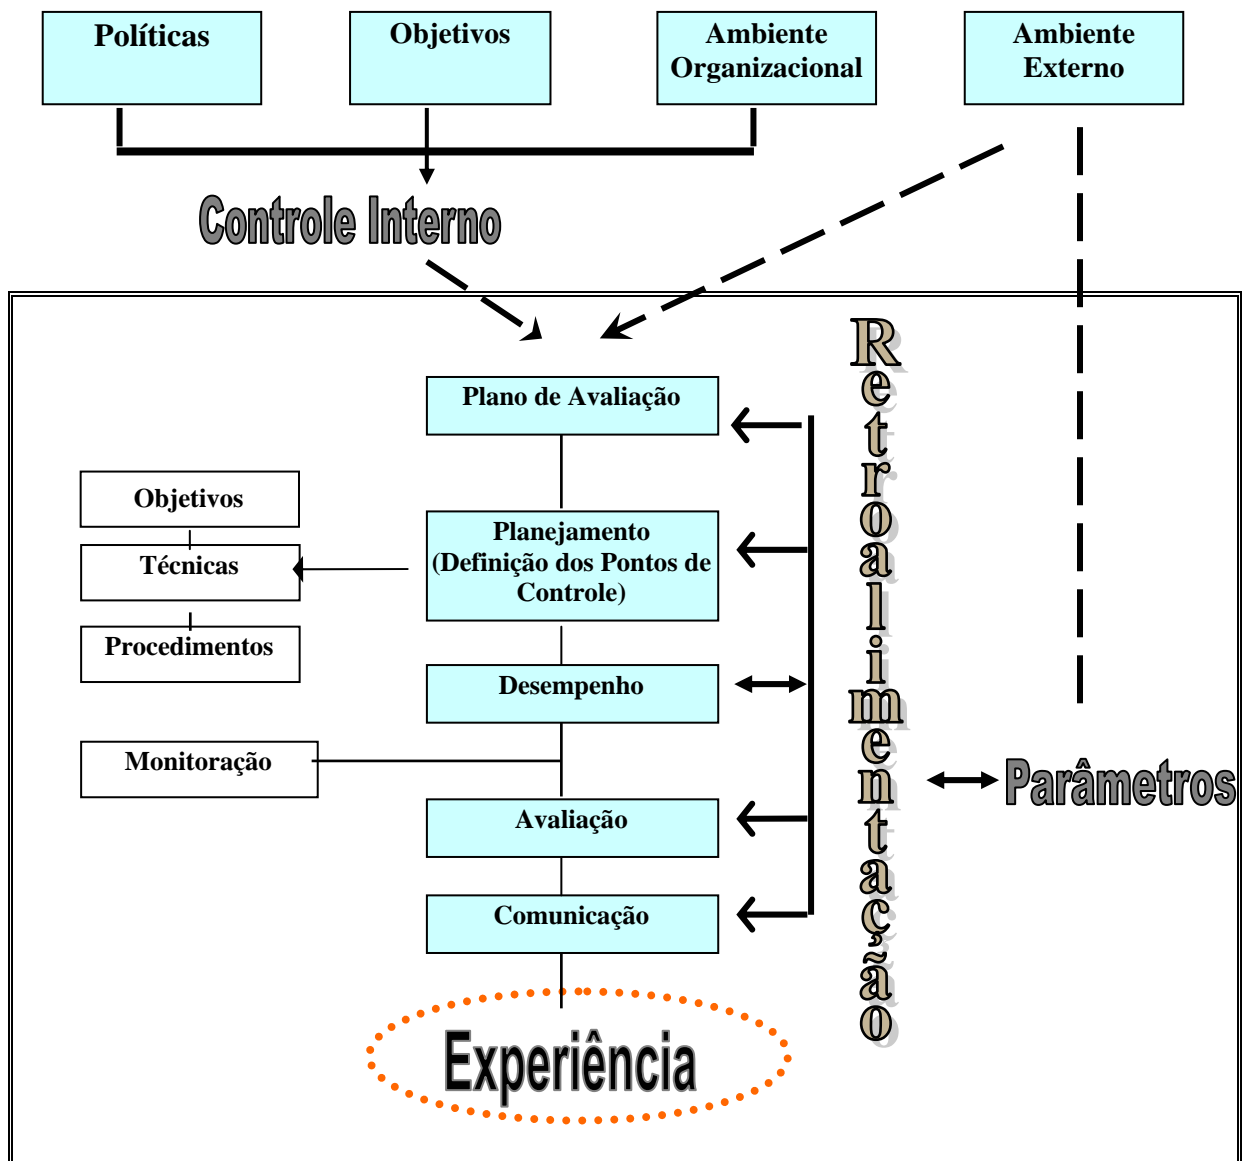 Políticas
Objetivos
Ambiente
Organizacional
Ambiente
Externo
Controle Interno
Plano de Avaliação
Objetivos
Técnicas
Procedimentos
Planejamento
(Definição dos Pontos de
Controle)
Desempenho
Monitoração
Avaliação
Comunicação
Experiência
Retroalimentação
Parâmetros